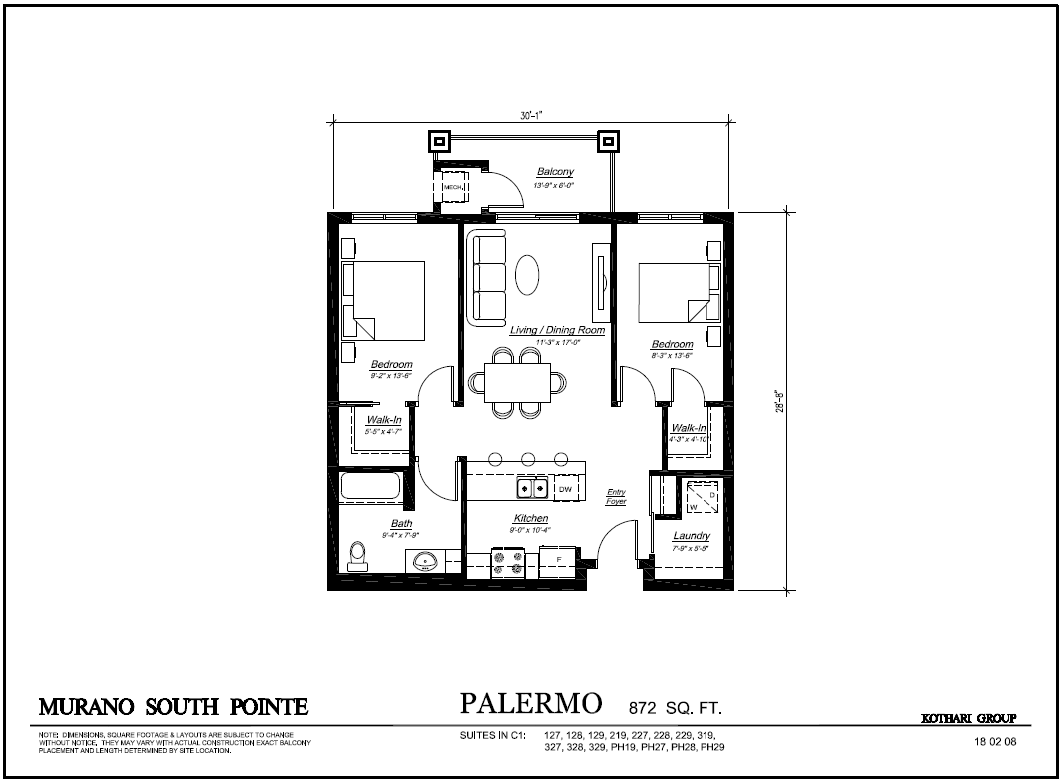 30'-1"
Balcony
13'-9" x 6'-0"
MECH.
Living / Dining Room
11'-3" x 17'-0"
Bedroom
9'-2" x 13'-6"
Bedroom
8'-3" x 13'-6"
28'-8"
Walk-In
5'-5" x 4'-7"
Walk-In
4'-3" x 4'-10"
DW
Entry
Foyer
D
W
Kitchen
9'-0" x 10'-4"
Bath
9'-4" x 7'-9"
Laundry
7'-9" x 5'-5"
F
MURANO SOUTH POINTE
PALERMO 872 SQ. FT.
KOTHARI GROUP
NOTE: DIMENSIONS, SQUARE FOOTAGE & LAYOUTS ARE SUBJECT TO CHANGE
WITHOUT NOTICE, THEY MAY VARY WITH ACTUAL CONSTRUCTION EXACT BALCONY
PLACEMENT AND LENGTH DETERMINED BY SITE LOCATION.
SUITES IN C1: 127, 128, 129, 219, 227, 228, 229, 319,
327, 328, 329, PH19, PH27, PH28, PH29
18 02 08